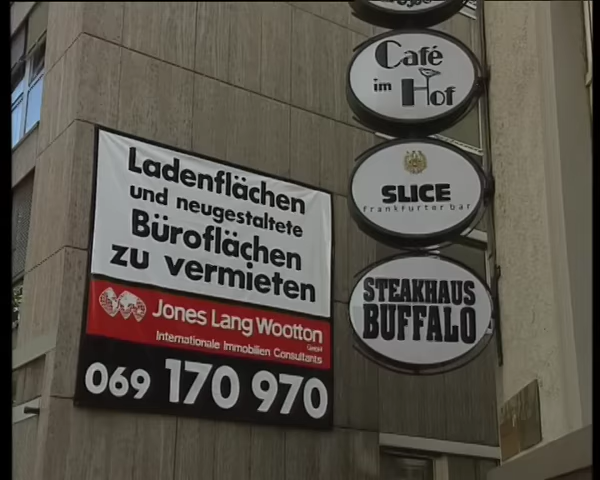 Café
im Hof
SLICE
Frankfurter bar
STEAKHAUS
BUFFALO
Ladenflächen
und neugestaltete
Büroflächen
zu vermieten
Jones Lang Wootton
GmbH
Internationale Immobilien Consultants
069 170 970